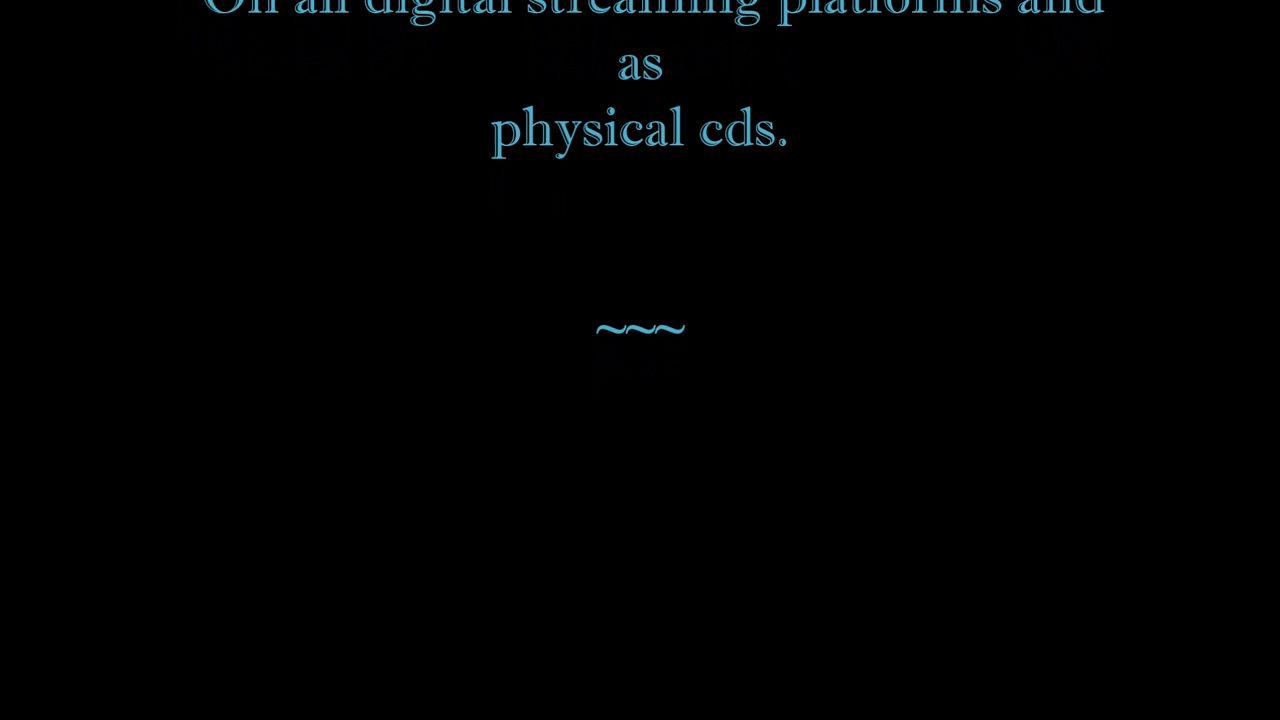 On all digital streaming platforms and
as
physical cds.
~~~